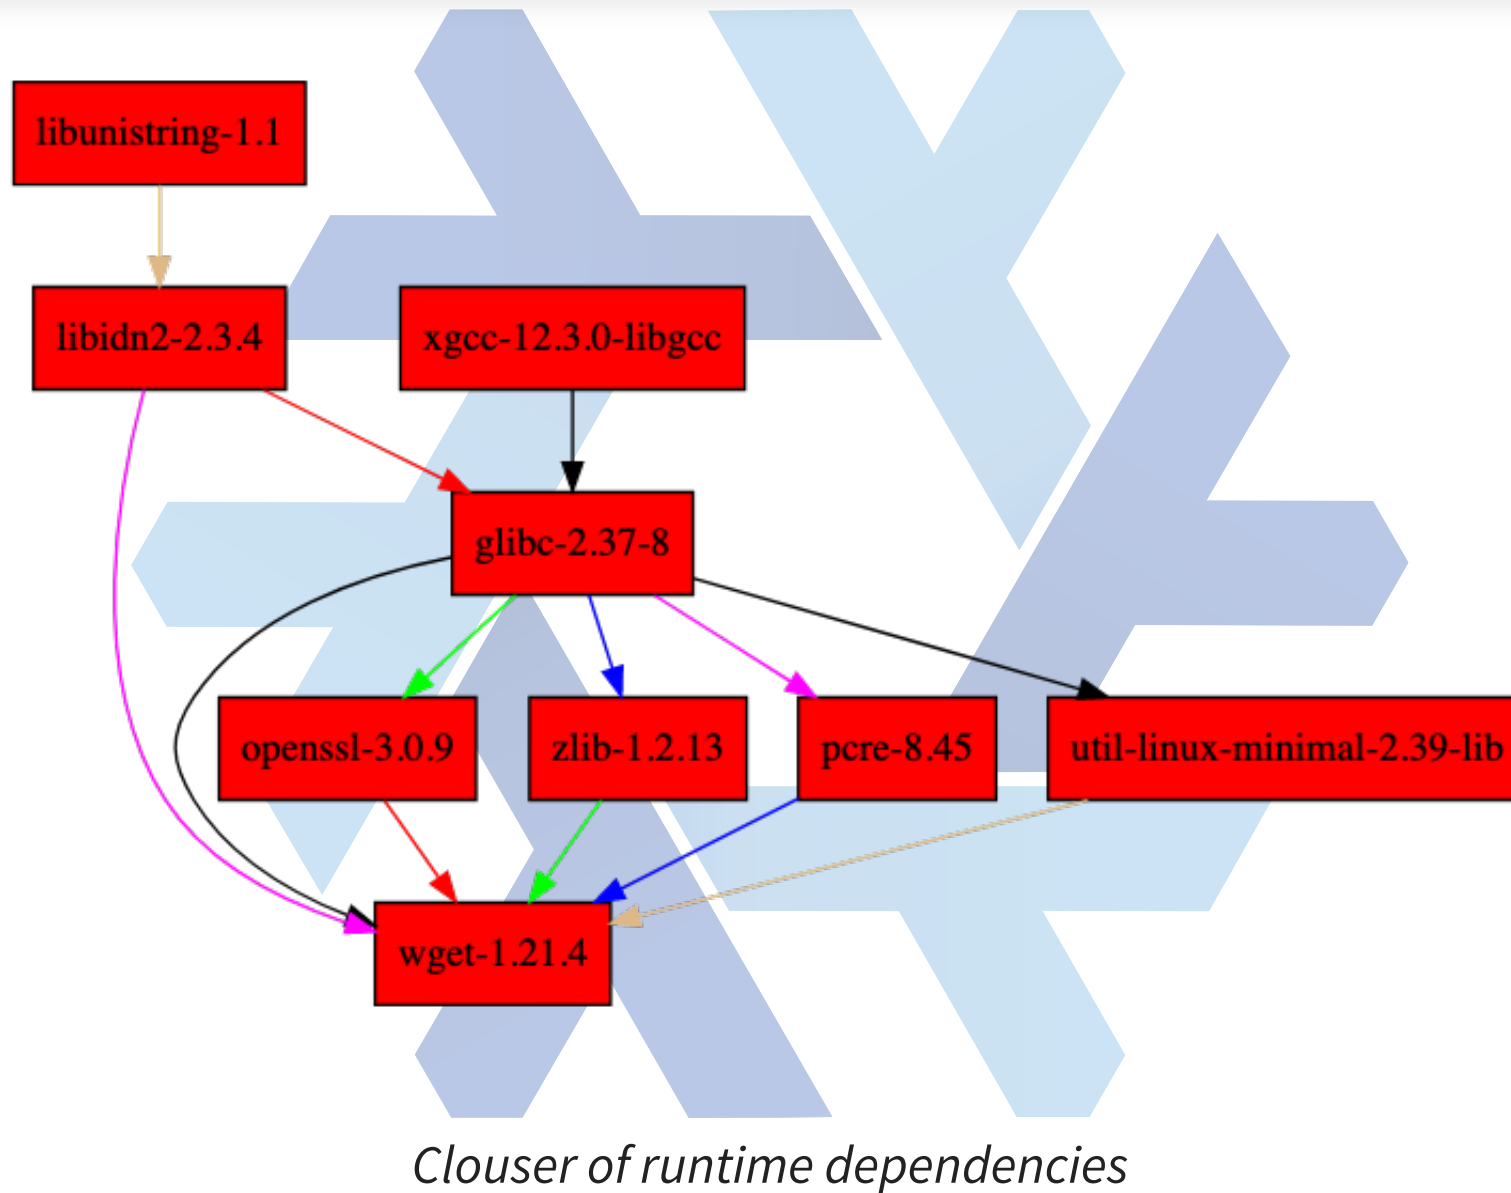 libunistring-1.1
libidn2-2.3.4
xgcc-12.3.0-libgcc
glibc-2.37-8
openssl-3.0.9
zlib-1.2.13
pcre-8.45
util-linux-minimal-2.39-lib
wget-1.21.4
Clouser of runtime dependencies